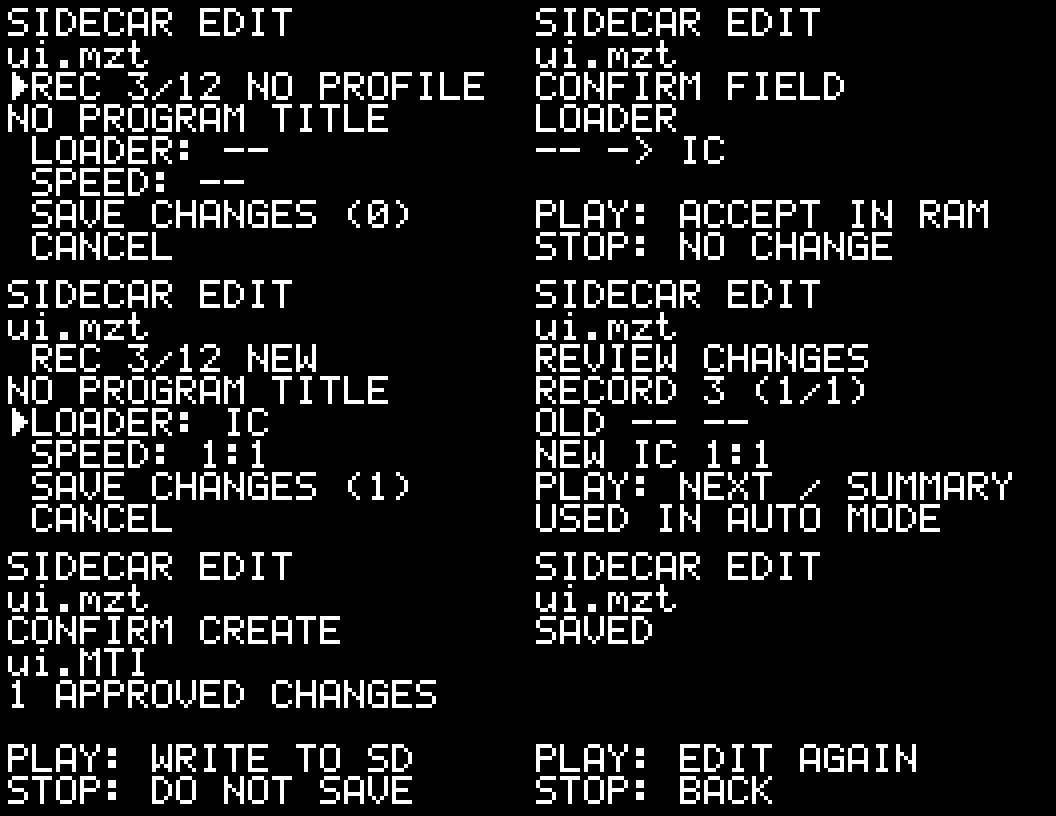 SIDECAR EDIT
ui.mzt
▶REC 3/12 NO PROFILE
NO PROGRAM TITLE
LOADER: --
SPEED: --
SAVE CHANGES (0)
CANCEL
SIDECAR EDIT
ui.mzt
CONFIRM FIELD
LOADER
-- -> IC
PLAY: ACCEPT IN RAM
STOP: NO CHANGE
SIDECAR EDIT
ui.mzt
REC 3/12 NEW
NO PROGRAM TITLE
▶LOADER: IC
SPEED: 1:1
SAVE CHANGES (1)
CANCEL
SIDECAR EDIT
ui.mzt
REVIEW CHANGES
RECORD 3 (1/1)
OLD -- --
NEW IC 1:1
PLAY: NEXT / SUMMARY
USED IN AUTO MODE
SIDECAR EDIT
ui.mzt
CONFIRM CREATE
ui.MTI
1 APPROVED CHANGES
PLAY: WRITE TO SD
STOP: DO NOT SAVE
SIDECAR EDIT
ui.mzt
SAVED
PLAY: EDIT AGAIN
STOP: BACK